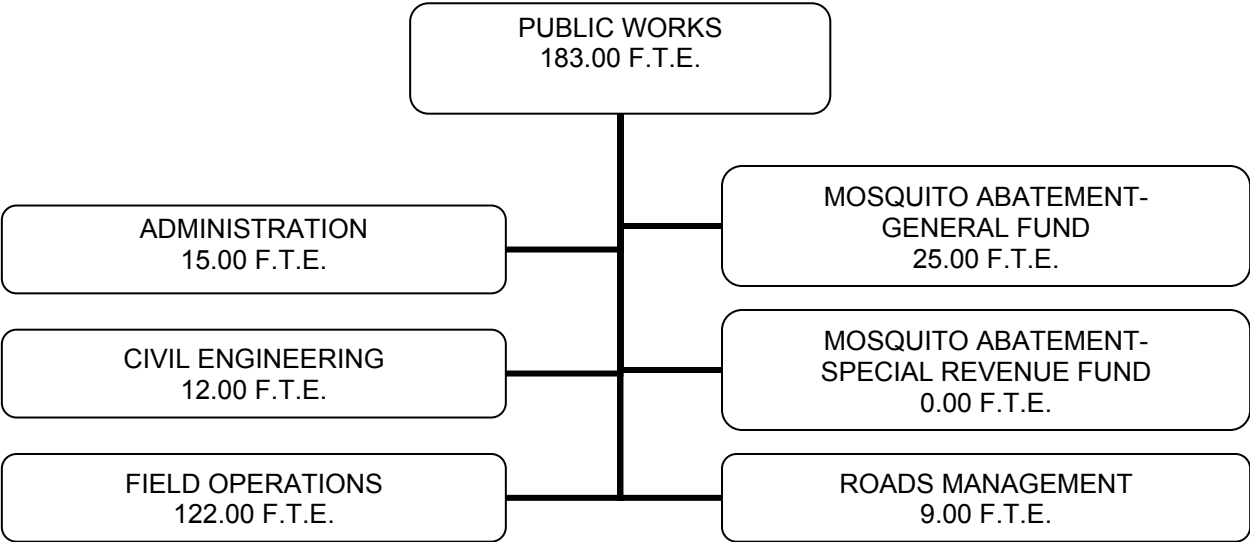 PUBLIC WORKS
183.00 F.T.E.
ADMINISTRATION
15.00 F.T.E.
CIVIL ENGINEERING
12.00 F.T.E.
FIELD OPERATIONS
122.00 F.T.E.
MOSQUITO ABATEMENT-
GENERAL FUND
25.00 F.T.E.
MOSQUITO ABATEMENT-
SPECIAL REVENUE FUND
0.00 F.T.E.
ROADS MANAGEMENT
9.00 F.T.E.